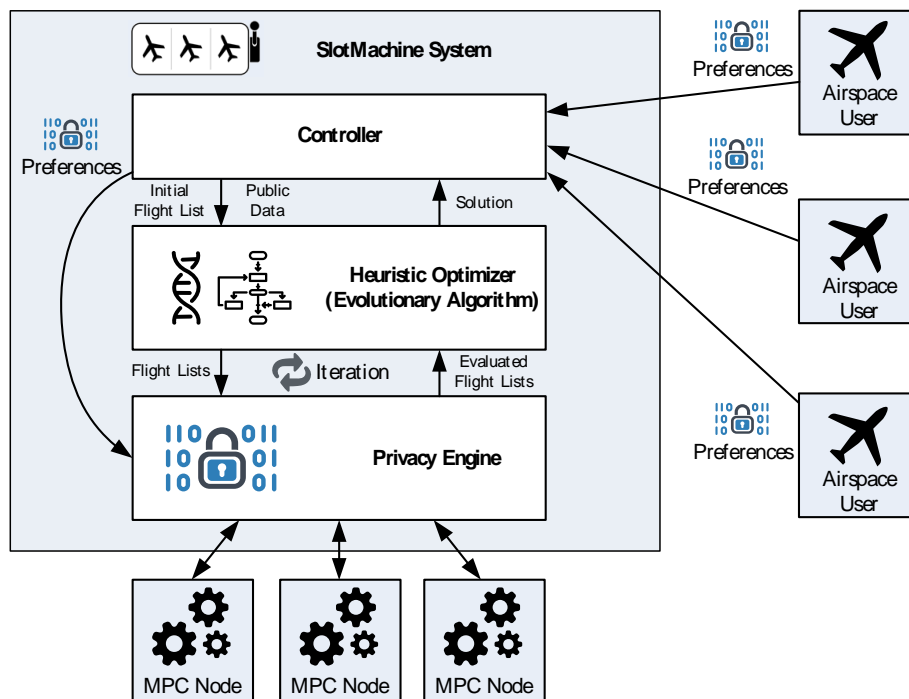 SlotMachine System
Preferences
Airspace
User
Controller
Preferences
Preferences
Initial
Flight List
Public
Data
Solution
Airspace
User
Heuristic Optimizer
(Evolutionary Algorithm)
Flight Lists
Iteration
Evaluated
Flight Lists
Preferences
Privacy Engine
Airspace
User
MPC Node
MPC Node
MPC Node